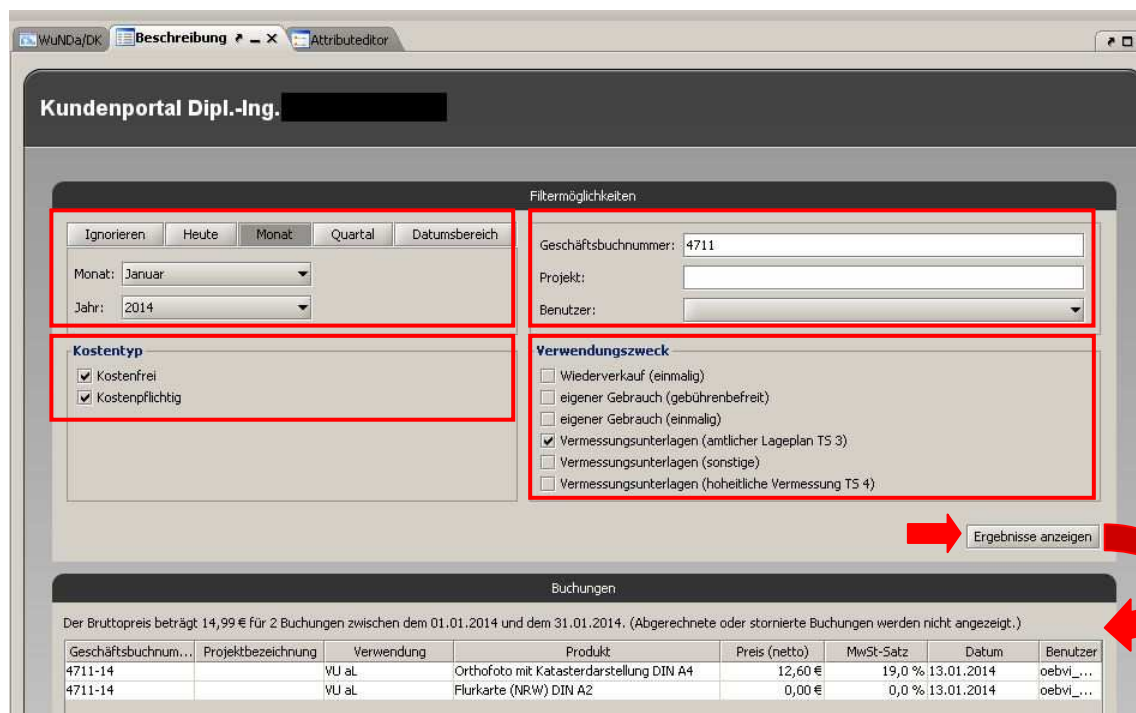 WuNDa/DK Beschreibung Attributeditor
Kundenportal Dipl.-Ing.
Filtermöglichkeiten
Ignorieren Heute Monat Quartal Datumsbereich
Monat: Januar
Jahr: 2014
Geschäftsbuchnummer: 4711
Projekt:
Benutzer:
Kostentyp
Kostenfrei
Kostenpflichtig
Verwendungszweck
Wiederverkauf (einmalig)
eigener Gebrauch (gebührenbefreit)
eigener Gebrauch (einmalig)
Vermessungsunterlagen (amtlicher Lageplan TS 3)
Vermessungsunterlagen (sonstige)
Vermessungsunterlagen (hoheitliche Vermessung TS 4)
Ergebnisse anzeigen
Buchungen
Der Bruttopreis beträgt 14,99 € für 2 Buchungen zwischen dem 01.01.2014 und dem 31.01.2014. (Abgerechnete oder stornierte Buchungen werden nicht angezeigt.)
Geschäftsbuchnum... Projektbezeichnung Verwendung Produkt Preis (netto) MwSt-Satz Datum Benutzer
4711-14 VU aL Orthofoto mit Katasterdarstellung DIN A4 12,60 € 19,0 % 13.01.2014 oebvi_...
4711-14 VU aL Flurkarte (NRW) DIN A2 0,00 € 0,0 % 13.01.2014 oebvi_...